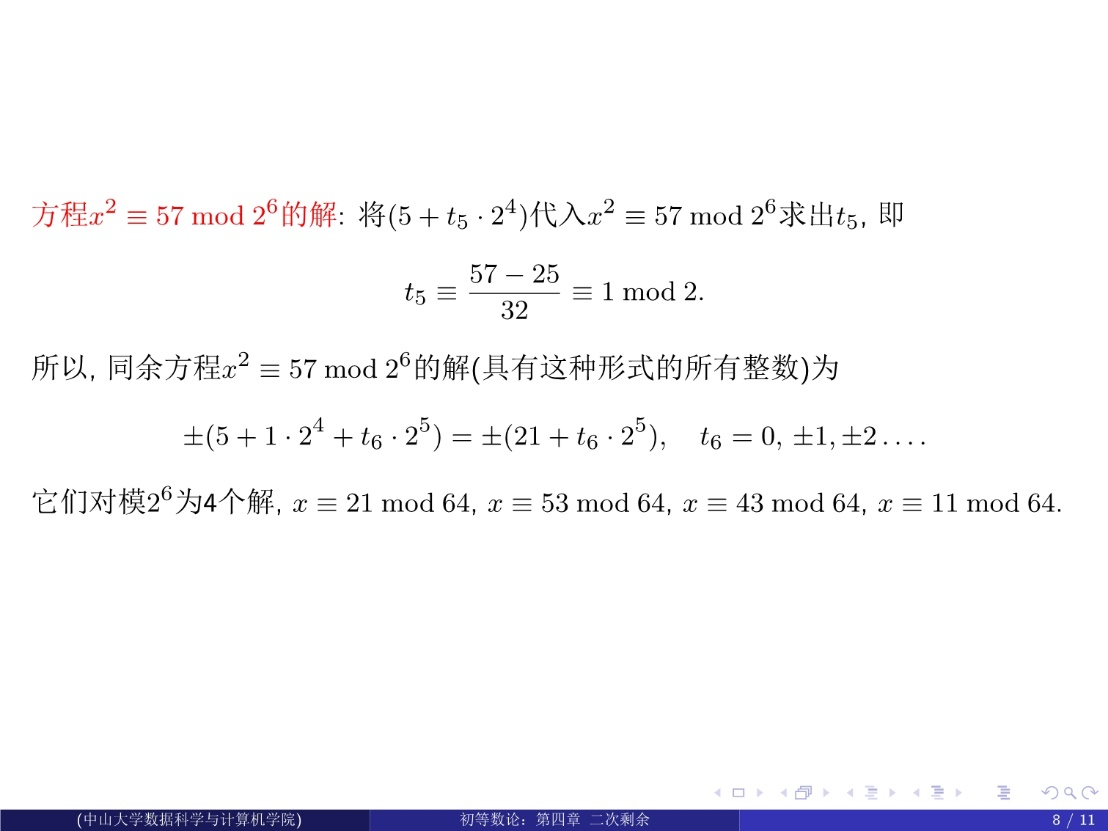 方程x² ≡ 57 mod 2⁶的解: 将(5 + t₅ · 2⁴)代入x² ≡ 57 mod 2⁶求出t₅, 即
t₅ ≡ (57 − 25)/32 ≡ 1 mod 2.
所以, 同余方程x² ≡ 57 mod 2⁶的解(具有这种形式的所有整数)为
±(5 + 1 · 2⁴ + t₆ · 2⁵) = ±(21 + t₆ · 2⁵), t₆ = 0, ±1, ±2 . . . .
它们对模2⁶为4个解, x ≡ 21 mod 64, x ≡ 53 mod 64, x ≡ 43 mod 64, x ≡ 11 mod 64.
(中山大学数据科学与计算机学院) 初等数论: 第四章 二次剩余 8 / 11